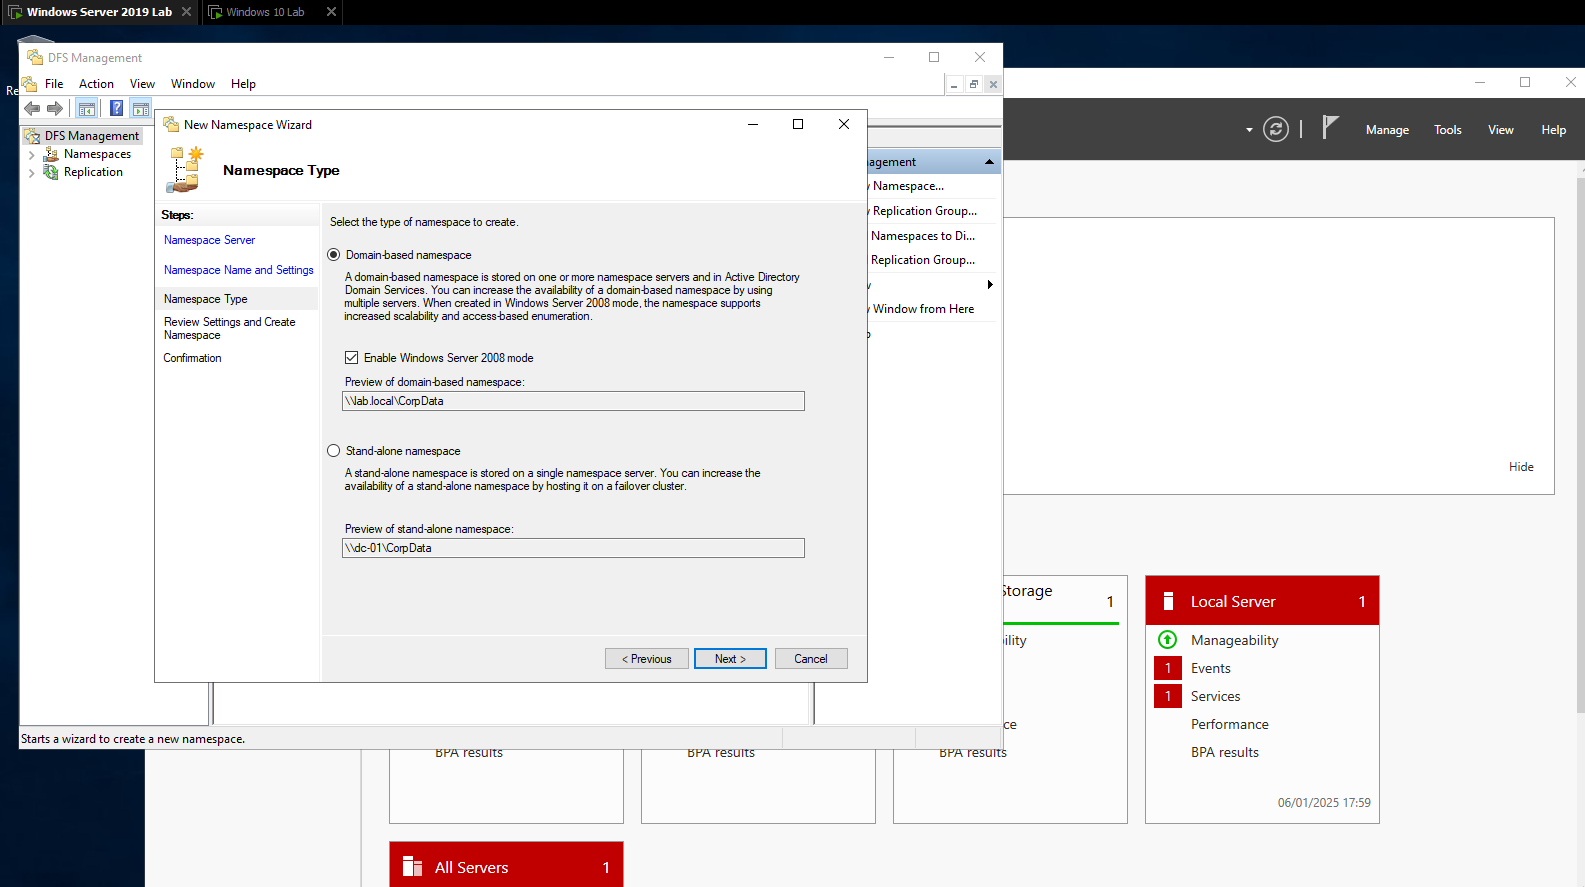 Windows Server 2019 Lab
Windows 10 Lab
DFS Management
File Action View Window Help
DFS Management
Namespaces
Replication
New Namespace Wizard
Namespace Type
Steps:
Namespace Server
Namespace Name and Settings
Namespace Type
Review Settings and Create
Namespace
Confirmation
Select the type of namespace to create.
Domain-based namespace
A domain-based namespace is stored on one or more namespace servers and in Active Directory
Domain Services. You can increase the availability of a domain-based namespace by using
multiple servers. When created in Windows Server 2008 mode, the namespace supports
increased scalability and access-based enumeration.
Enable Windows Server 2008 mode
Preview of domain-based namespace:
\\lab.local\CorpData
Stand-alone namespace
A stand-alone namespace is stored on a single namespace server. You can increase the
availability of a stand-alone namespace by hosting it on a failover cluster.
Preview of stand-alone namespace:
\\dc-01\CorpData
< Previous
Next >
Cancel
agement
Namespace...
Replication Group...
Namespaces to Di...
Replication Group...
Window from Here
Starts a wizard to create a new namespace.
Manage Tools View Help
Hide
Storage 1
ility
ce
BPA results
BPA results
BPA results
Local Server 1
Manageability
1 Events
1 Services
Performance
BPA results
06/01/2025 17:59
All Servers 1